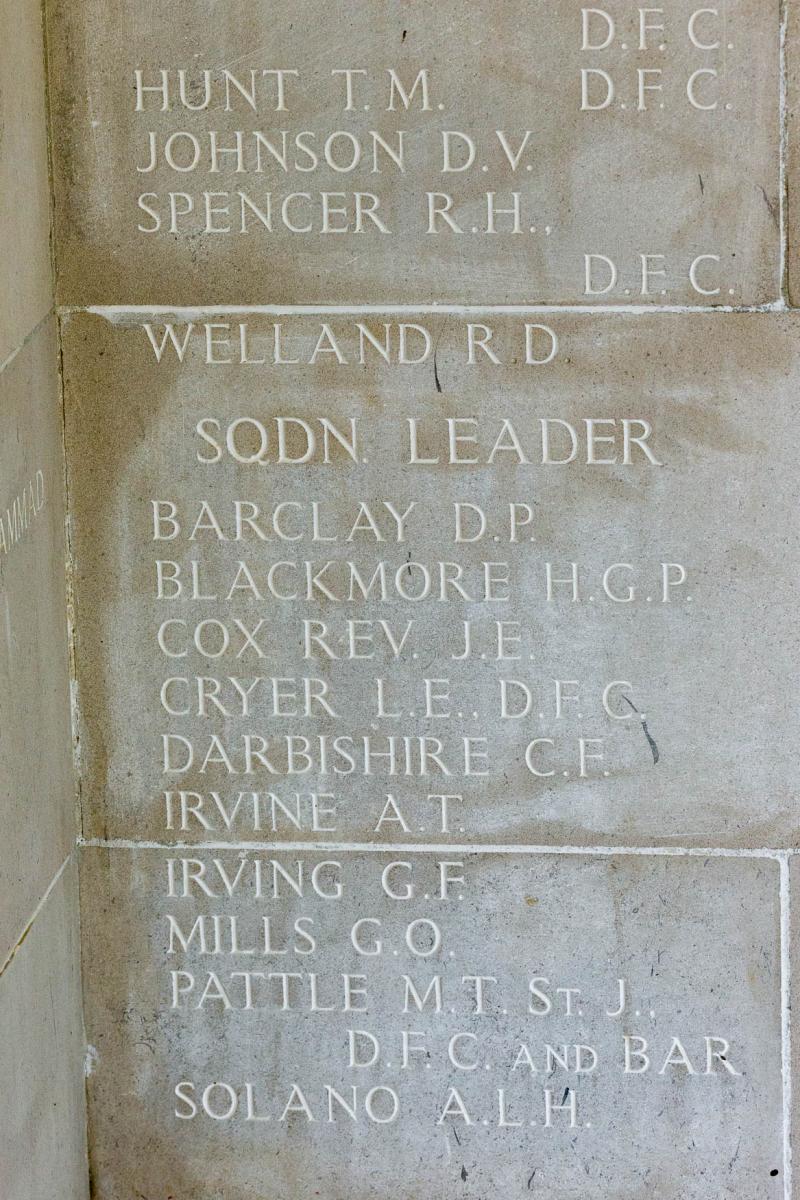 D.F.C.
HUNT T.M. D.F.C.
JOHNSON D.V.
SPENCER R.H.,
D.F.C.
WELLAND R D
SQDN. LEADER
BARCLAY D.P.
BLACKMORE H.G.P.
COX REV. J.E.
CRYER L.E., D.F.C.
DARBISHIRE C.F.
IRVINE A.T.
IRVING G.F.
MILLS G.O.
PATTLE M.T. ST. J.,
D.F.C. AND BAR
SOLANO A.L.H.